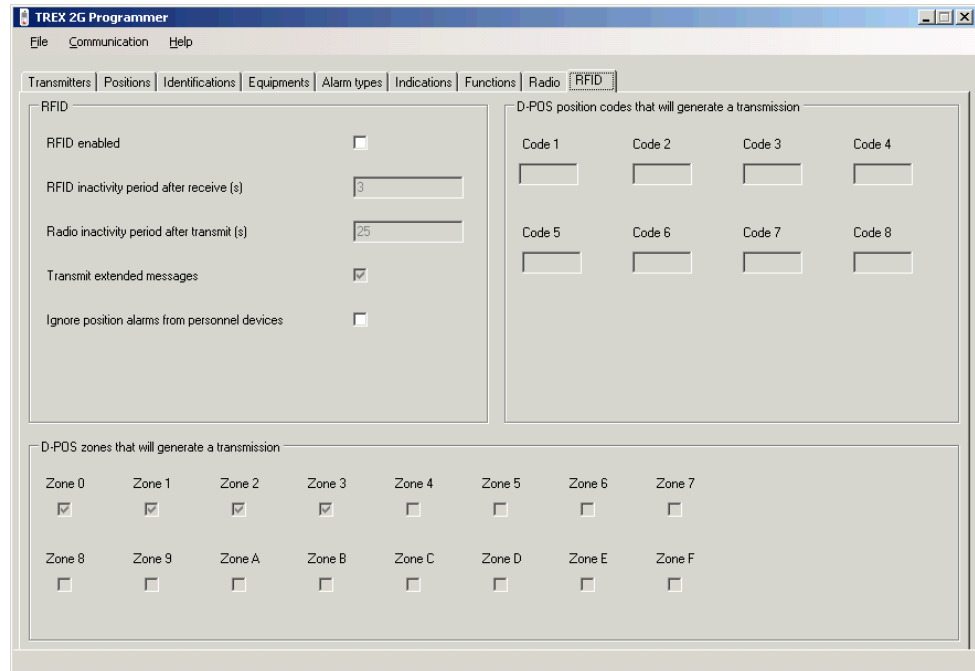 TREX 2G Programmer
File Communication Help
Transmitters Positions Identifications Equipments Alarm types Indications Functions Radio RFID
RFID
RFID enabled
RFID inactivity period after receive (s) 3
Radio inactivity period after transmit (s) 25
Transmit extended messages
Ignore position alarms from personnel devices
D-POS position codes that will generate a transmission
Code 1 Code 2 Code 3 Code 4
Code 5 Code 6 Code 7 Code 8
D-POS zones that will generate a transmission
Zone 0 Zone 1 Zone 2 Zone 3 Zone 4 Zone 5 Zone 6 Zone 7
Zone 8 Zone 9 Zone A Zone B Zone C Zone D Zone E Zone F